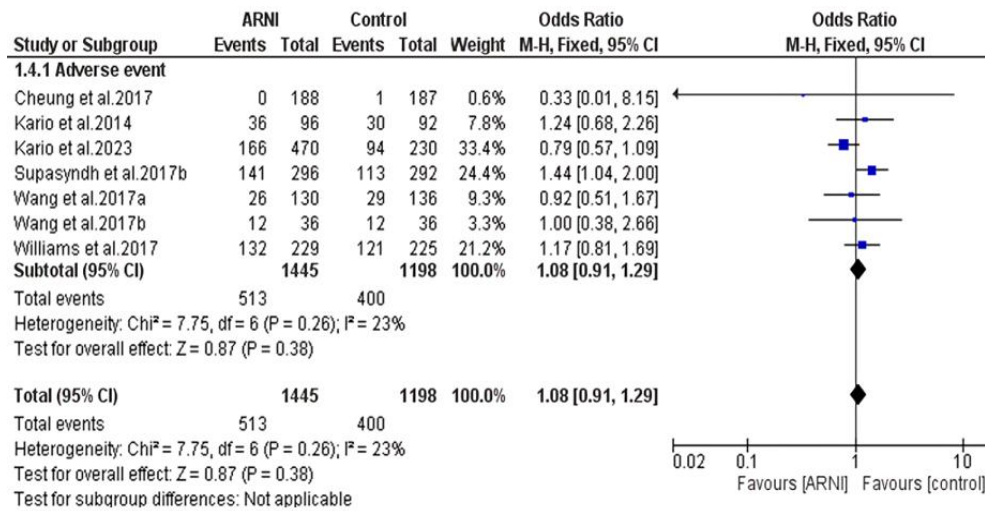 ARNI Control Odds Ratio Odds Ratio
Study or Subgroup Events Total Events Total Weight M-H, Fixed, 95% CI M-H, Fixed, 95% CI
1.4.1 Adverse event
Cheung et al.2017 0 188 1 187 0.6% 0.33 [0.01, 8.15]
Kario et al.2014 36 96 30 92 7.8% 1.24 [0.68, 2.26]
Kario et al.2023 166 470 94 230 33.4% 0.79 [0.57, 1.09]
Supasyndh et al.2017b 141 296 113 292 24.4% 1.44 [1.04, 2.00]
Wang et al.2017a 26 130 29 136 9.3% 0.92 [0.51, 1.67]
Wang et al.2017b 12 36 12 36 3.3% 1.00 [0.38, 2.66]
Williams et al.2017 132 229 121 225 21.2% 1.17 [0.81, 1.69]
Subtotal (95% CI) 1445 1198 100.0% 1.08 [0.91, 1.29]
Total events 513 400
Heterogeneity: Chi² = 7.75, df = 6 (P = 0.26); I² = 23%
Test for overall effect: Z = 0.87 (P = 0.38)
Total (95% CI) 1445 1198 100.0% 1.08 [0.91, 1.29]
Total events 513 400
Heterogeneity: Chi² = 7.75, df = 6 (P = 0.26); I² = 23%
Test for overall effect: Z = 0.87 (P = 0.38)
Test for subgroup differences: Not applicable
0.02 0.1 1 10
Favours [ARNI] Favours [control]